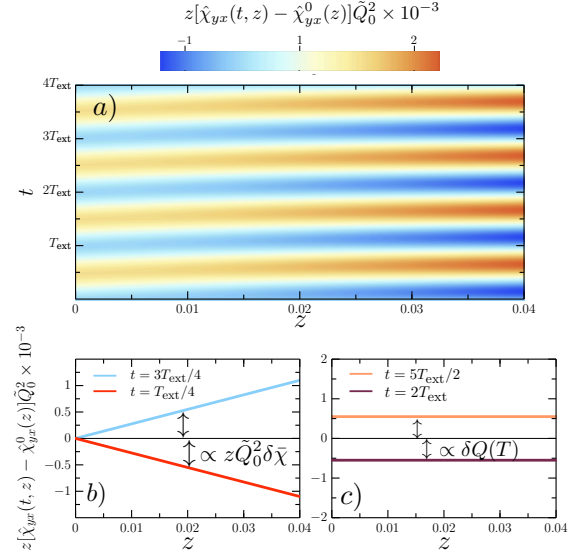 z[χ̂_yx(t, z) − χ̂⁰_yx(z)]Q̃₀² × 10⁻³
−1 1 2
a)
4T_ext
3T_ext
2T_ext
T_ext
t
0 0.01 0.02 0.03 0.04
z
z[χ̂_yx(t, z) − χ̂⁰_yx(z)]Q̃₀² × 10⁻³
t = 3T_ext/4
t = T_ext/4
1
0.5
0
−0.5
−1
∝ zQ̃₀²δχ̄
b)
0 0.01 0.02 0.03 0.04
z
t = 5T_ext/2
t = 2T_ext
2
1
0
−1
−2
∝ δQ(T)
c)
0 0.01 0.02 0.03 0.04
z